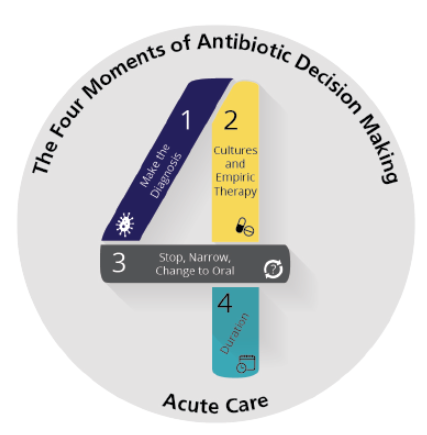 The Four Moments of Antibiotic Decision Making
1
Make the
Diagnosis
2
Cultures
and
Empiric
Therapy
3
Stop, Narrow,
Change to Oral
?
4
Duration
Acute Care